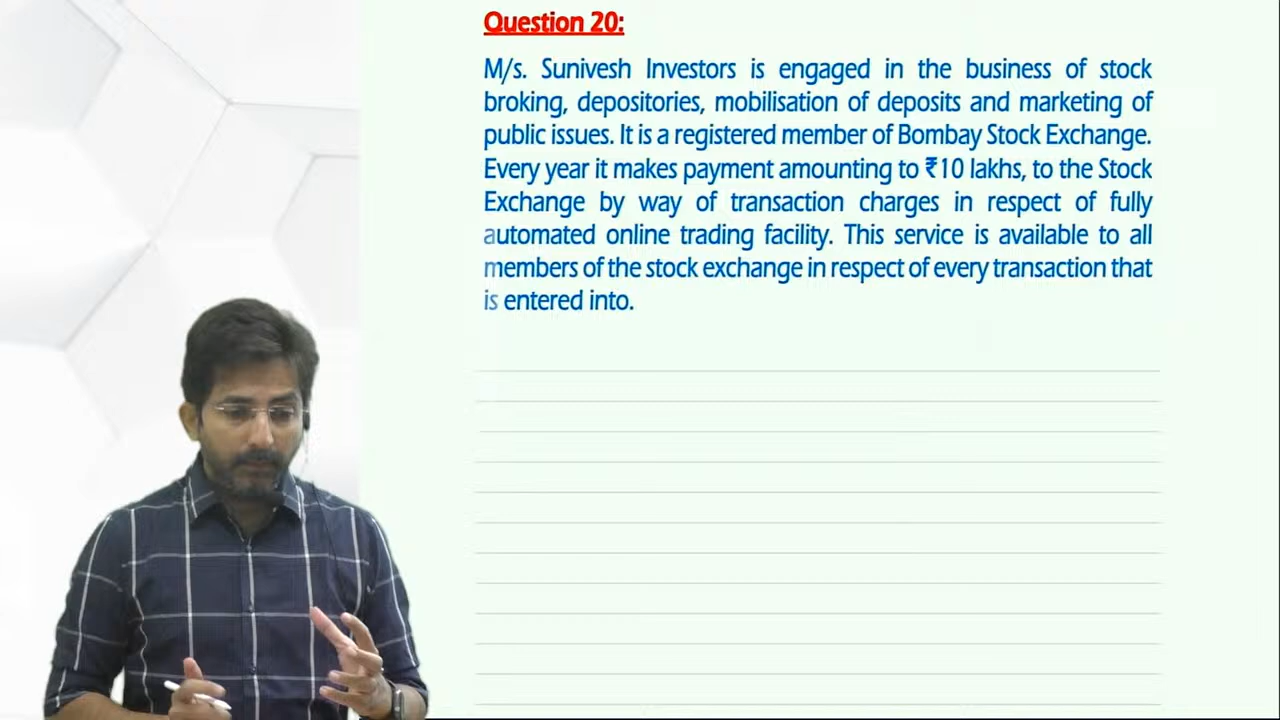 Question 20:
M/s. Sunivesh Investors is engaged in the business of stock
broking, depositories, mobilisation of deposits and marketing of
public issues. It is a registered member of Bombay Stock Exchange.
Every year it makes payment amounting to ₹10 lakhs, to the Stock
Exchange by way of transaction charges in respect of fully
automated online trading facility. This service is available to all
members of the stock exchange in respect of every transaction that
is entered into.